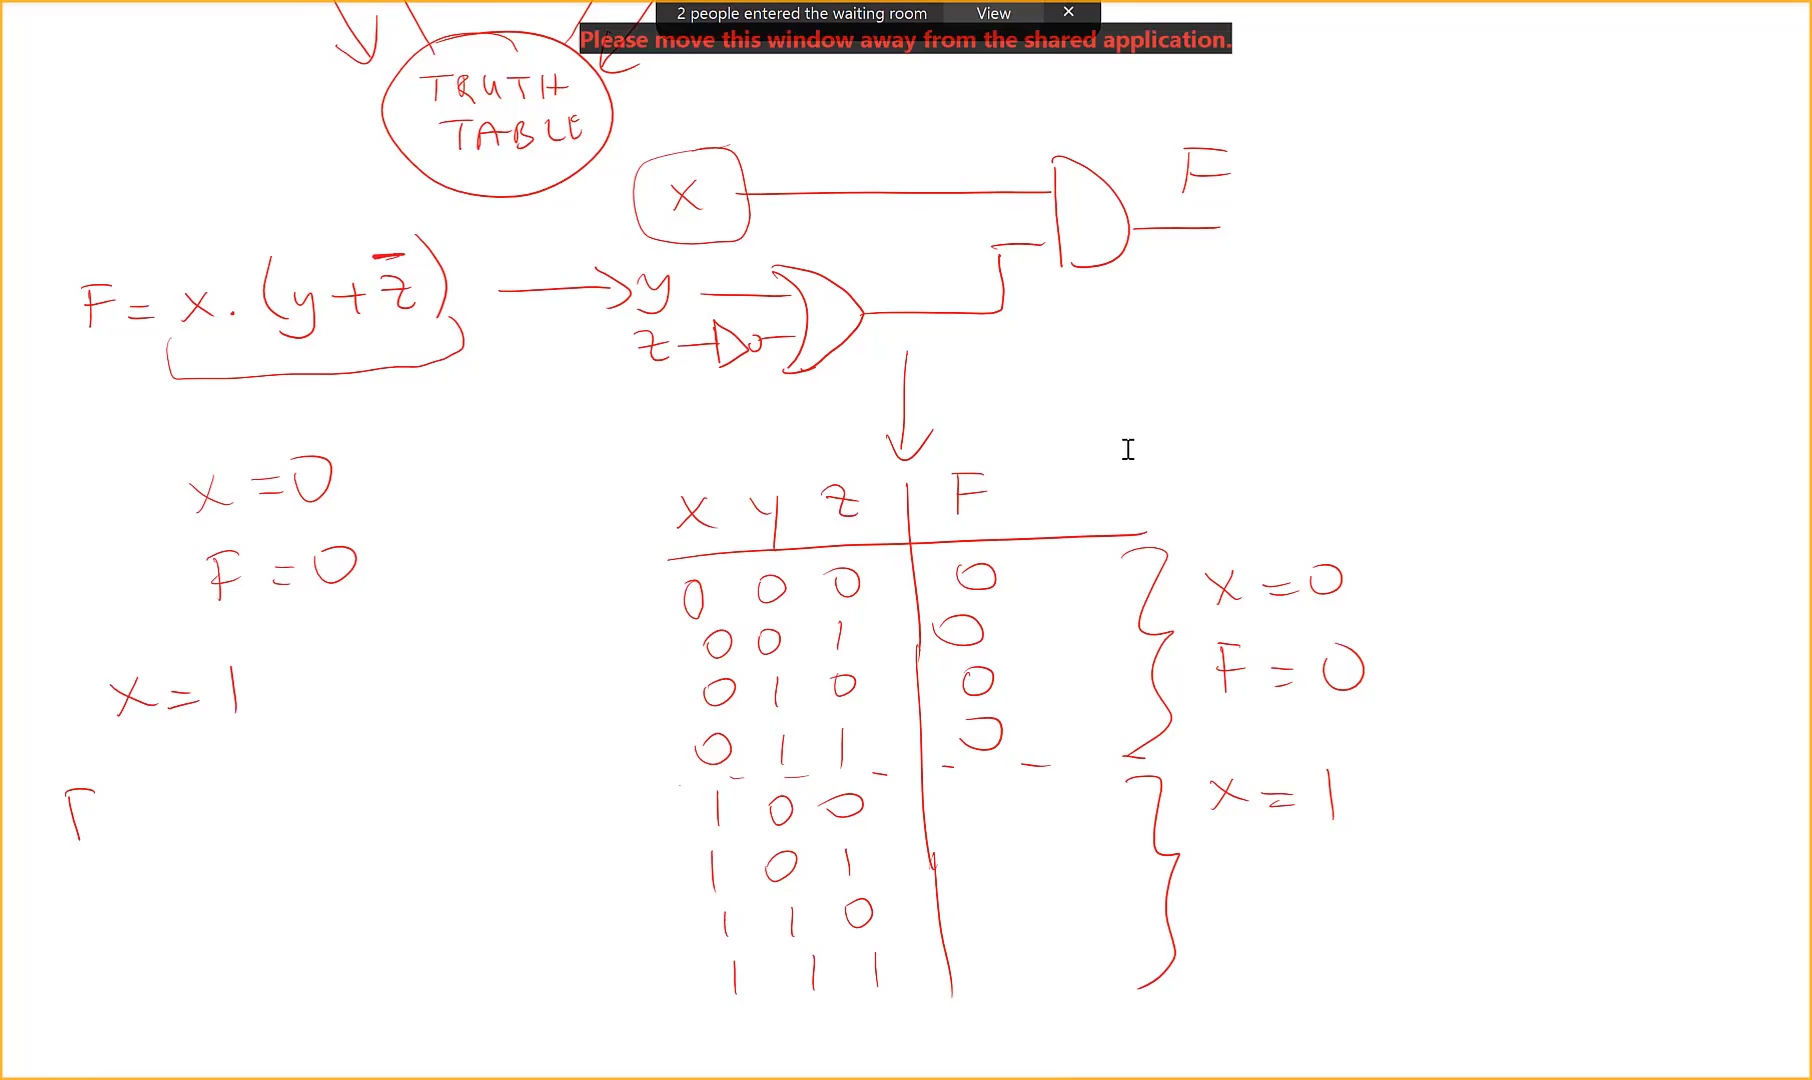 2 people entered the waiting room View ✕
Please move this window away from the shared application.
TRUTH
TABLE
x
F
F = x . (y + z̄)
y
z
x = 0
F = 0
x = 1
x y z F
0 0 0 0
0 0 1 0
0 1 0 0
0 1 1 0
1 0 0
1 0 1
1 1 0
1 1 1
x = 0
F = 0
x = 1